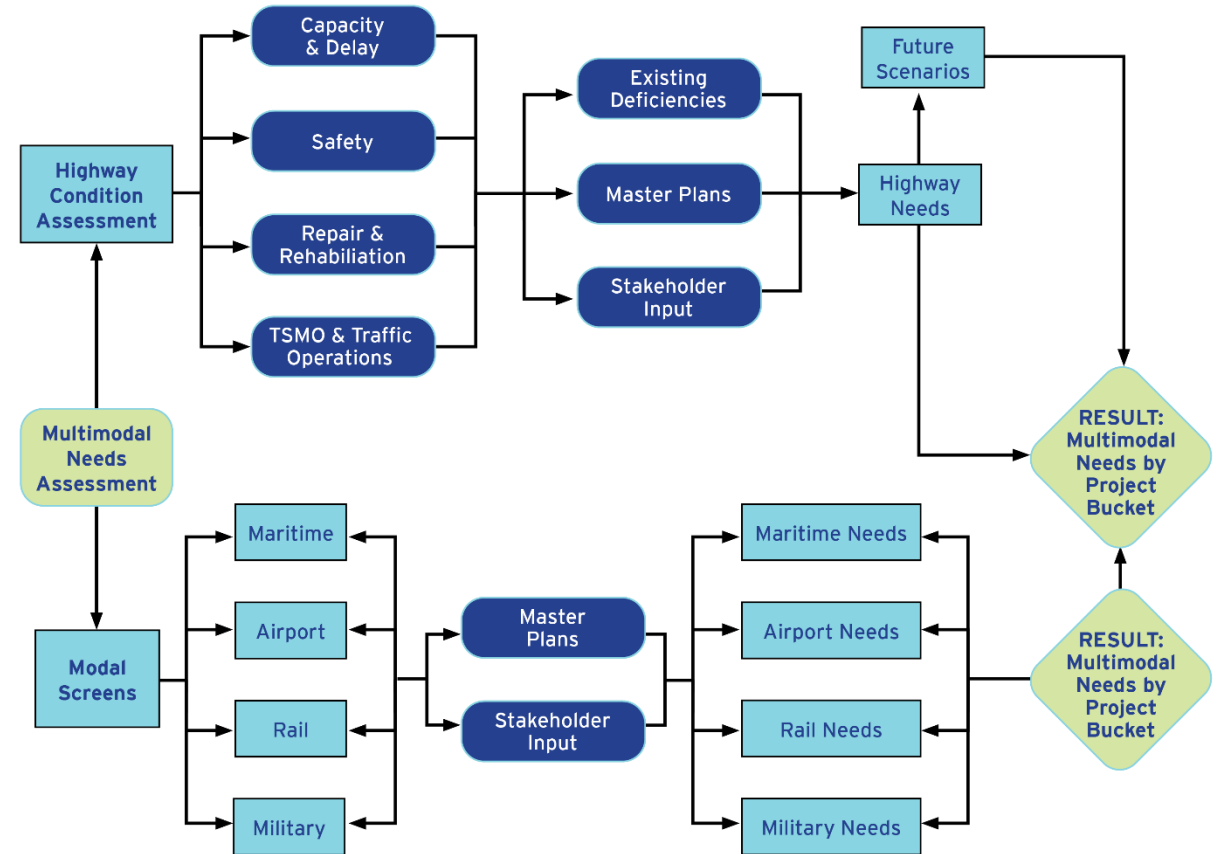 Capacity
& Delay
Safety
Repair &
Rehabiliation
TSMO & Traffic
Operations
Highway
Condition
Assessment
Existing
Deficiencies
Master Plans
Stakeholder
Input
Future
Scenarios
Highway
Needs
Multimodal
Needs
Assessment
RESULT:
Multimodal
Needs by
Project
Bucket
Modal
Screens
Maritime
Airport
Rail
Military
Master
Plans
Stakeholder
Input
Maritime Needs
Airport Needs
Rail Needs
Military Needs
RESULT:
Multimodal
Needs by
Project
Bucket